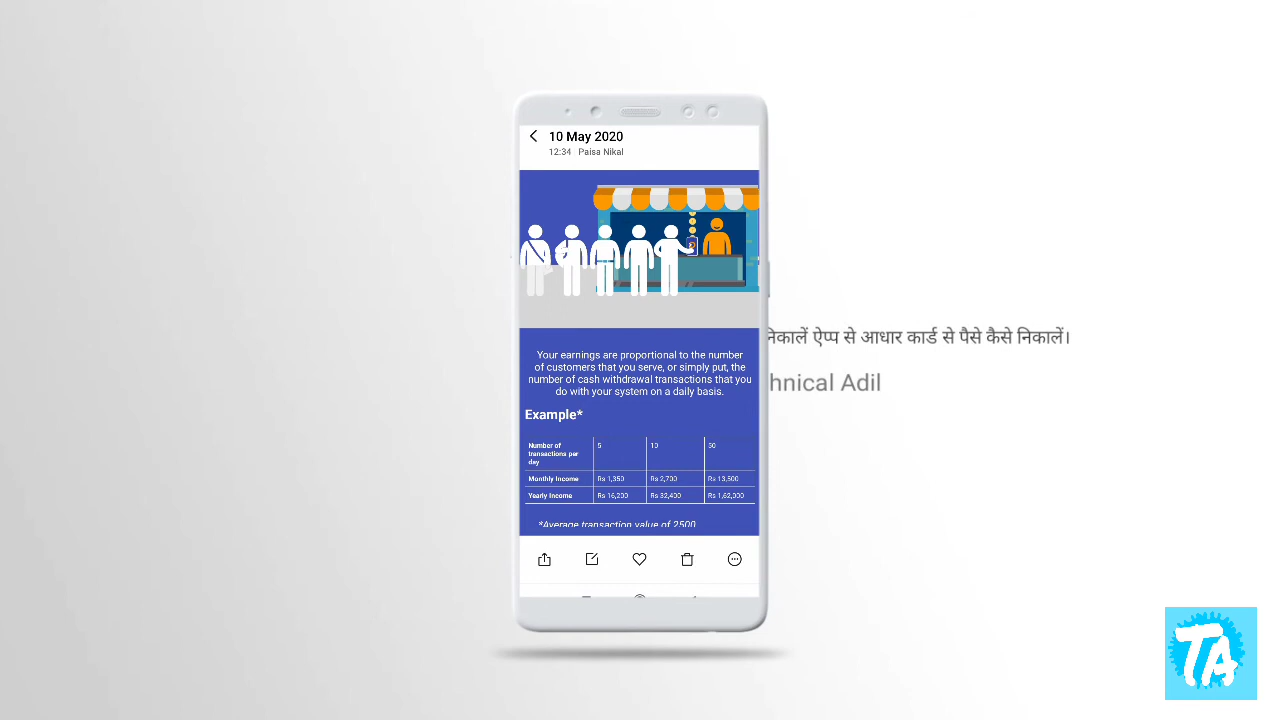 10 May 2020
12:34 Paisa Nikal
Your earnings are proportional to the number
of customers that you serve, or simply put, the
number of cash withdrawal transactions that you
do with your system on a daily basis.
Example*
Number of transactions per day 5 10 50
Monthly Income Rs 1,350 Rs 2,700 Rs 13,500
Yearly Income Rs 16,200 Rs 32,400 Rs 1,62,000
*Average transaction value of 2500
ऐप्प से आधार कार्ड से पैसे कैसे निकालें।
Adil
TA